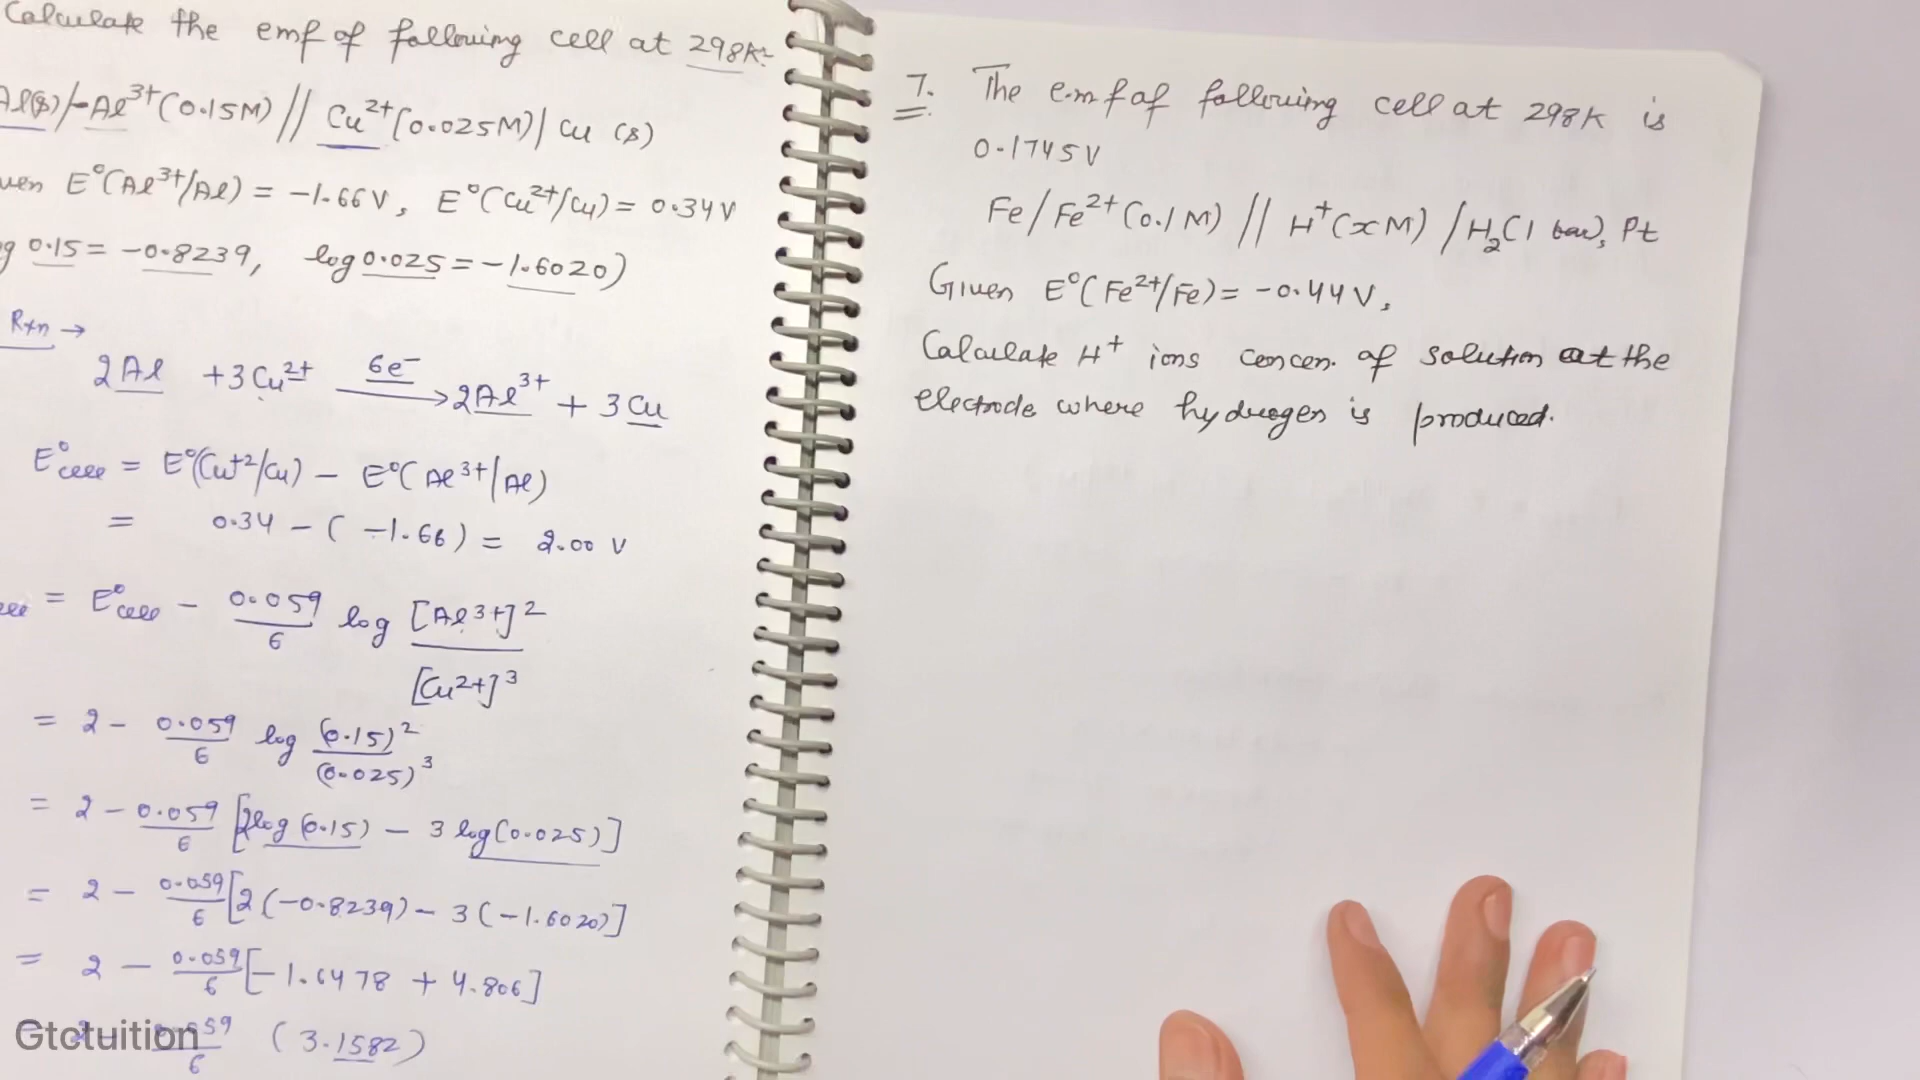 Calculate the emf of following cell at 298K:-
Al(s)/Al³⁺(0.15M)//Cu²⁺(0.025M)|Cu(s)
E°(Al³⁺/Al) = -1.66V, E°(Cu²⁺/Cu) = 0.34V
0.15 = -0.8239, log 0.025 = -1.6020)
Rxn →
2Al + 3Cu²⁺ 6e⁻ → 2Al³⁺ + 3Cu
E°cell = E°(Cu⁺²/Cu) - E°(Al³⁺/Al)
= 0.34 - (-1.66) = 2.00 V
= E°cell - 0.059/6 log [Al³⁺]²/[Cu²⁺]³
= 2 - 0.059/6 log (0.15)²/(0.025)³
= 2 - 0.059/6 [2log(0.15) - 3 log(0.025)]
= 2 - 0.059/6 [2(-0.8239) - 3(-1.6020)]
= 2 - 0.059/6 [-1.6478 + 4.806]
6 (3.1582)
Gtctuition
7. The emf of following cell at 298K is
0.1745V
Fe/Fe²⁺(0.1M)//H⁺(xM)/H₂(1 bar), Pt
Given E°(Fe²⁺/Fe) = -0.44V,
Calculate H⁺ ions concen. of solution at the
electrode where hydrogen is produced.